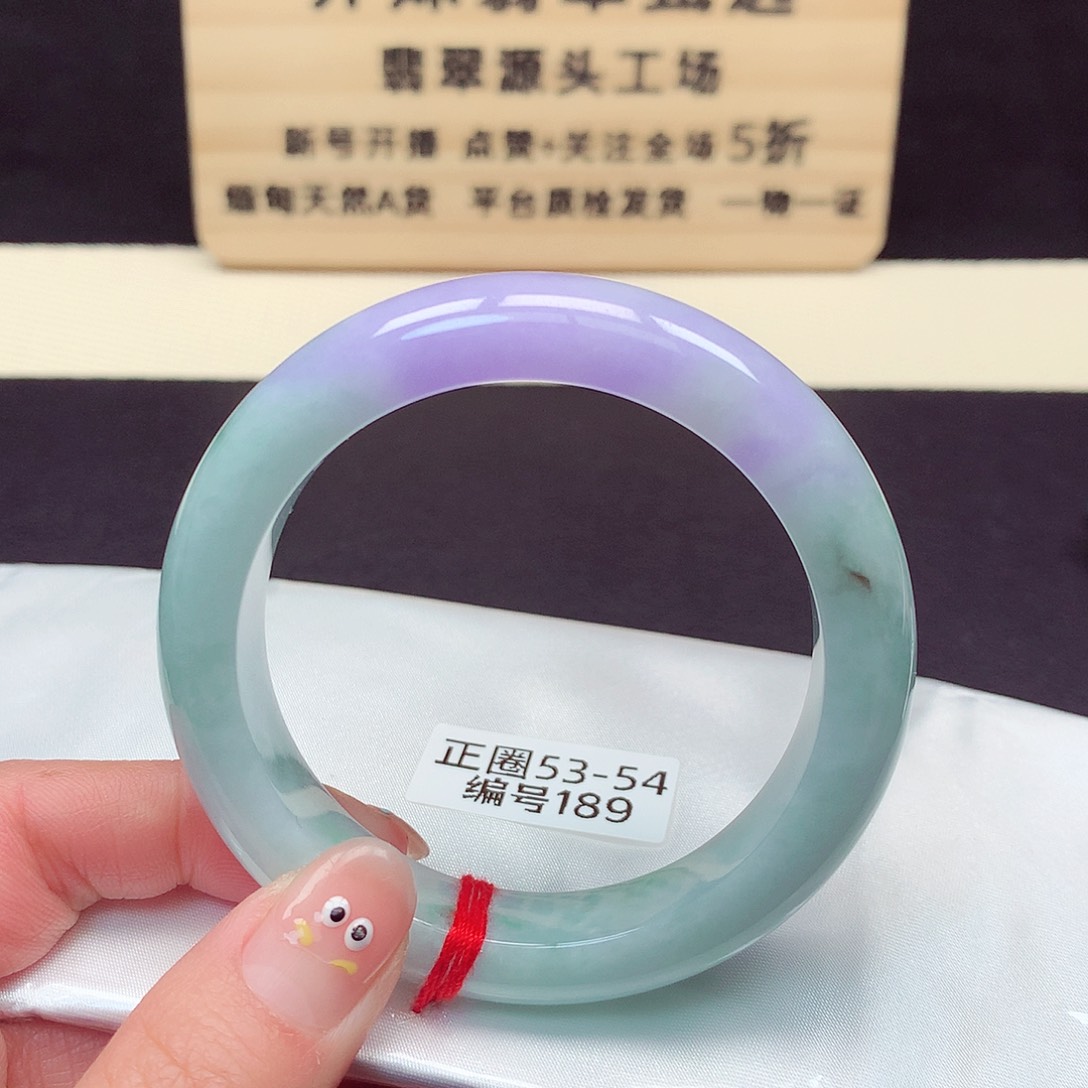 翡翠源头工场
新号开播 点赞+关注全场5折
缅甸天然A货 平台质检发货 一物一证
正圈53-54
编号189